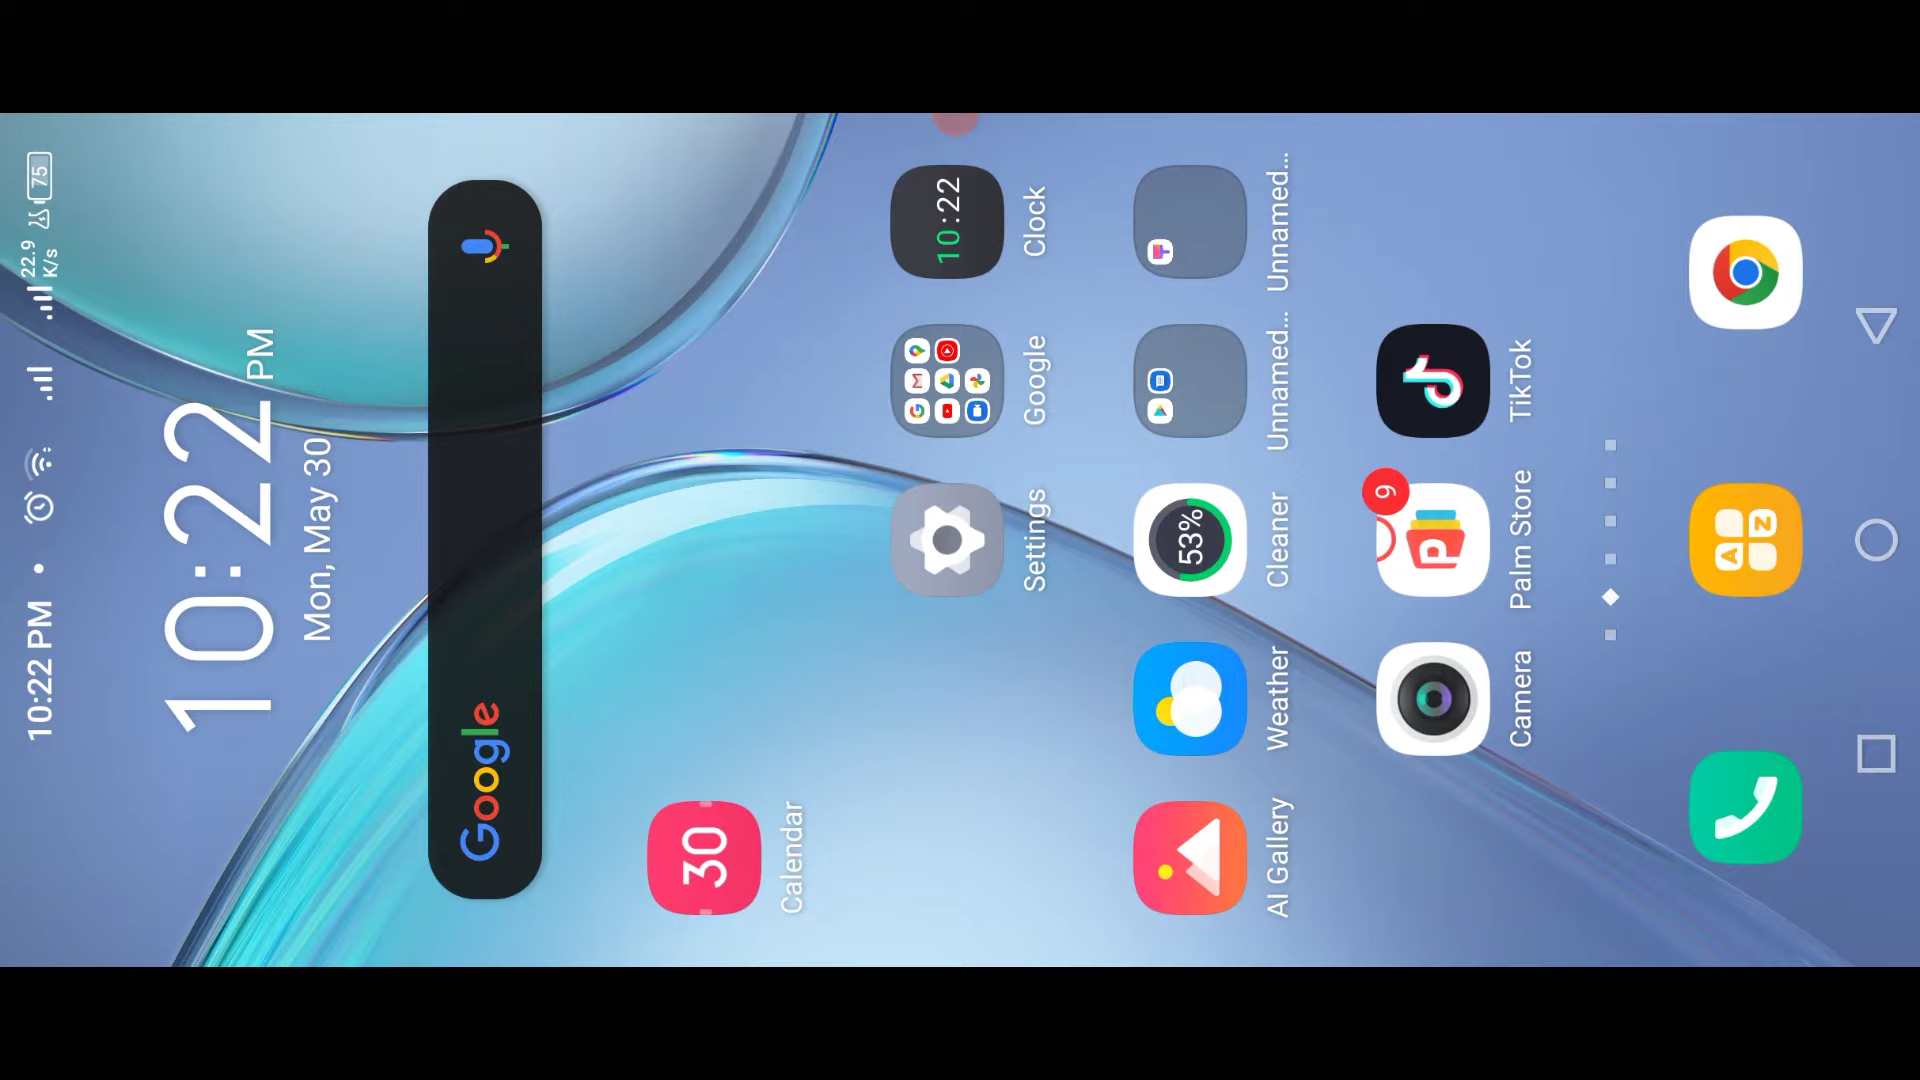 10:22 PM • 22.9 K/s 75
10:22 PM
Mon, May 30
Google
30
Calendar
Settings
Google
10:22
Clock
AI Gallery
Weather
53%
Cleaner
Unnamed...
Unnamed...
Camera
9
Palm Store
TikTok
A Z